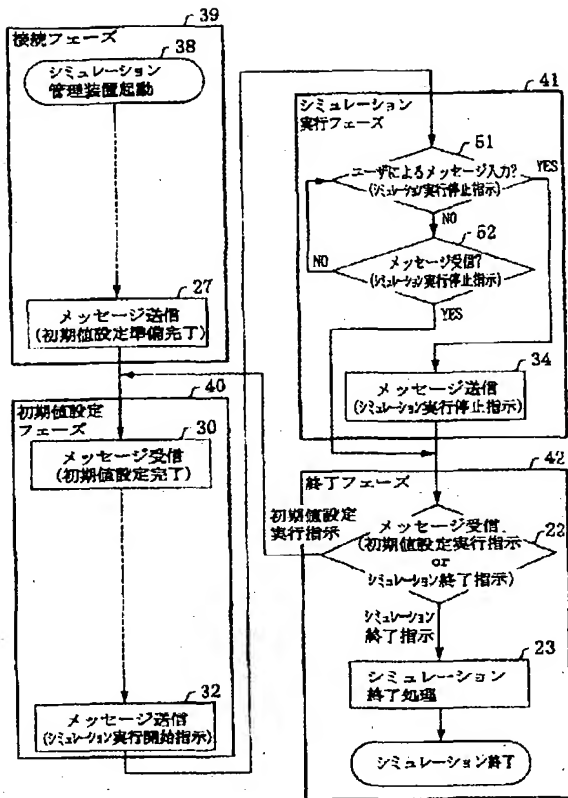 39
接続フェーズ
38
シミュレーション
管理装置起動
27
メッセージ送信
(初期値設定準備完了)
40
初期値設定
フェーズ
30
メッセージ受信
(初期値設定完了)
32
メッセージ送信
(シミュレーション実行開始指示)
41
シミュレーション
実行フェーズ
51
ユーザによるメッセージ入力?
(シミュレーション実行停止指示)
YES
NO
52
メッセージ受信?
(シミュレーション実行停止指示)
NO
YES
34
メッセージ送信
(シミュレーション実行停止指示)
42
終了フェーズ
初期値設定
実行指示
22
メッセージ受信
(初期値設定実行指示
or
シミュレーション終了指示)
シミュレーション
終了指示
23
シミュレーション
終了処理
シミュレーション終了